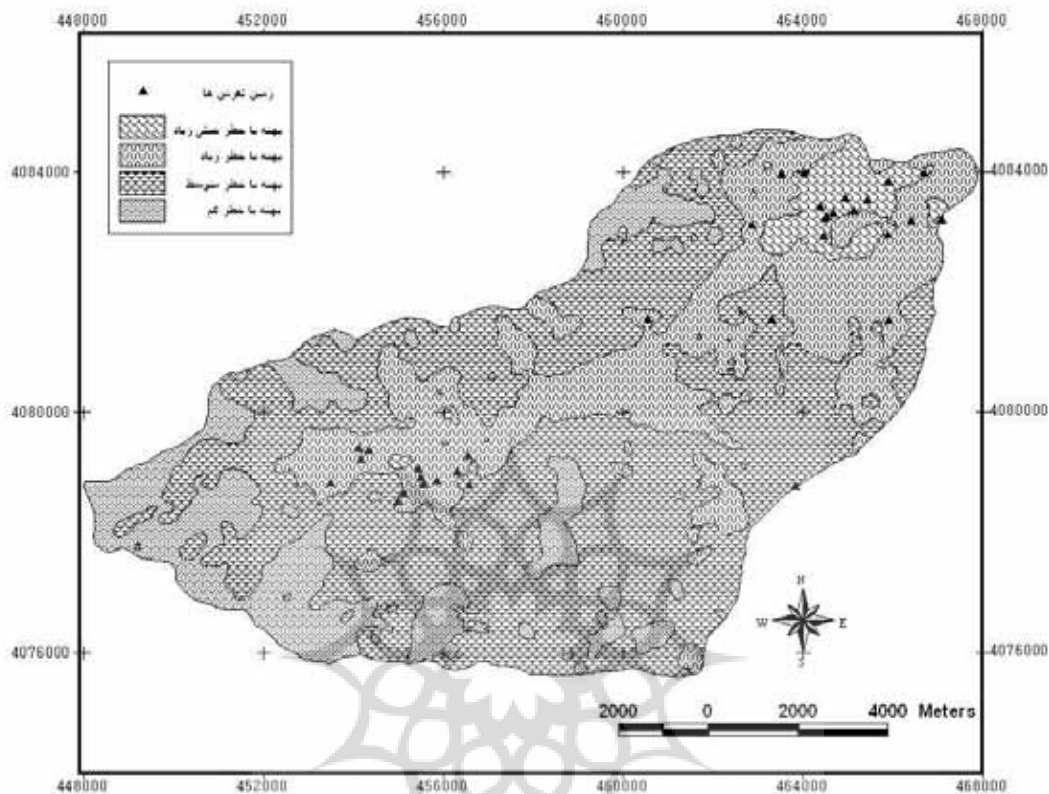 448000 452000 456000 460000 464000 468000
زمین لغزش ها
پهنه با خطر خیلی زیاد
پهنه با خطر زیاد
پهنه با خطر متوسط
پهنه با خطر کم
4084000 4084000
4080000 4080000
N
W E
S
4076000 4076000
2000 0 2000 4000 Meters
448000 452000 456000 460000 464000 468000